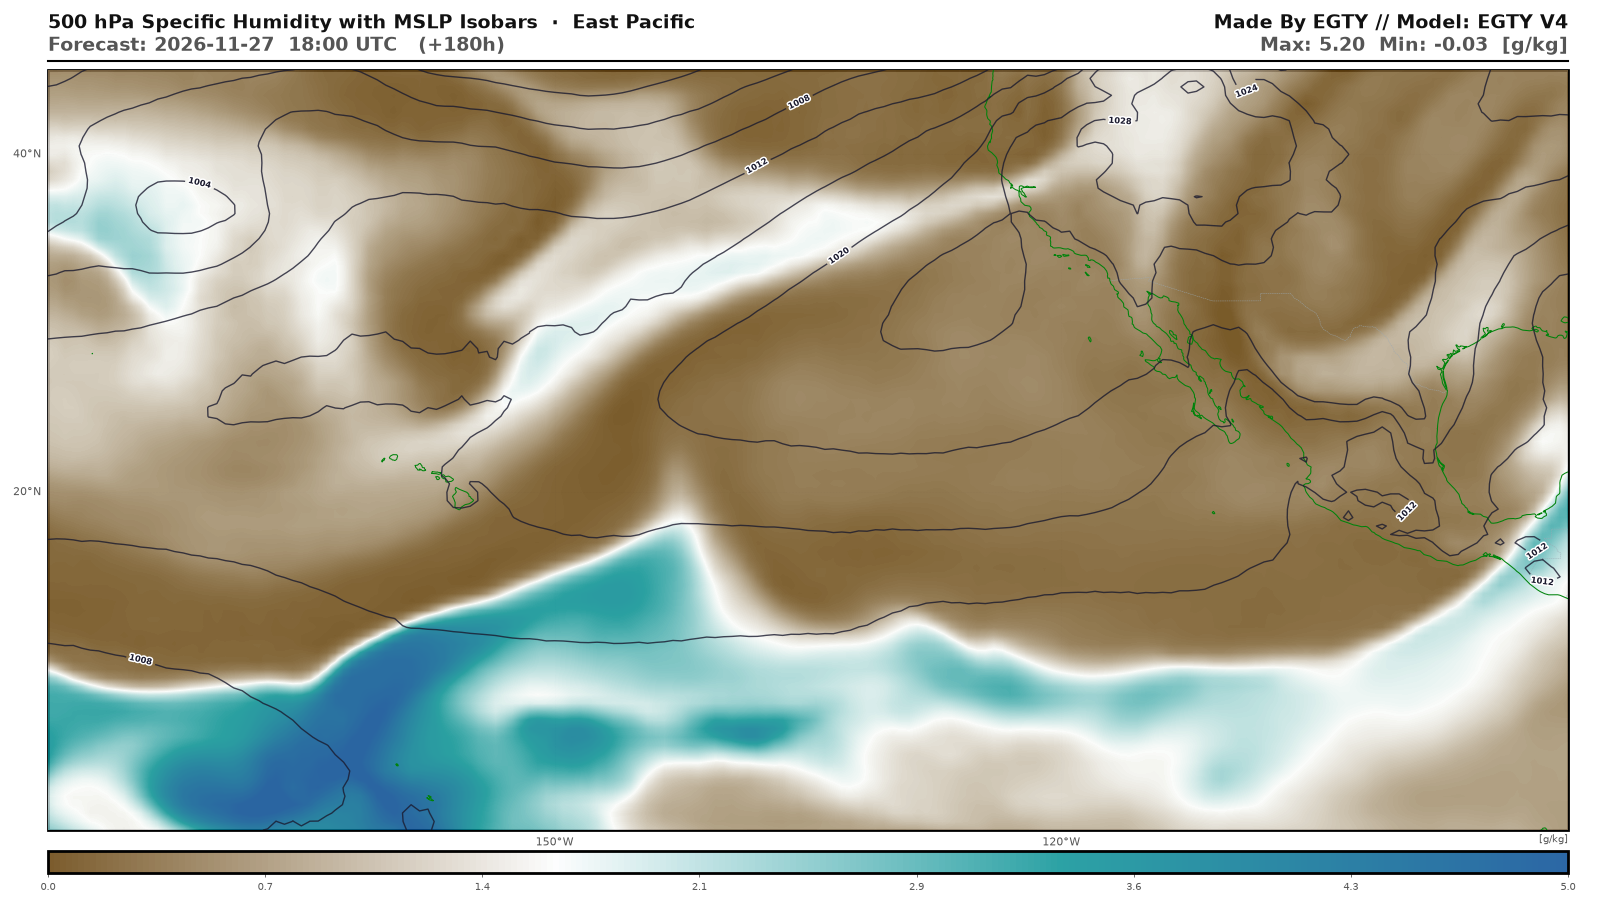 500 hPa Specific Humidity with MSLP Isobars · East Pacific
Made By EGTY // Model: EGTY V4
Forecast: 2026-11-27 18:00 UTC (+180h)
Max: 5.20 Min: -0.03 [g/kg]
1024
1008
1028
40°N
1012
1004
1020
20°N
1012
1012
1012
1008
150°W
120°W
[g/kg]
0.0 0.7 1.4 2.1 2.9 3.6 4.3 5.0